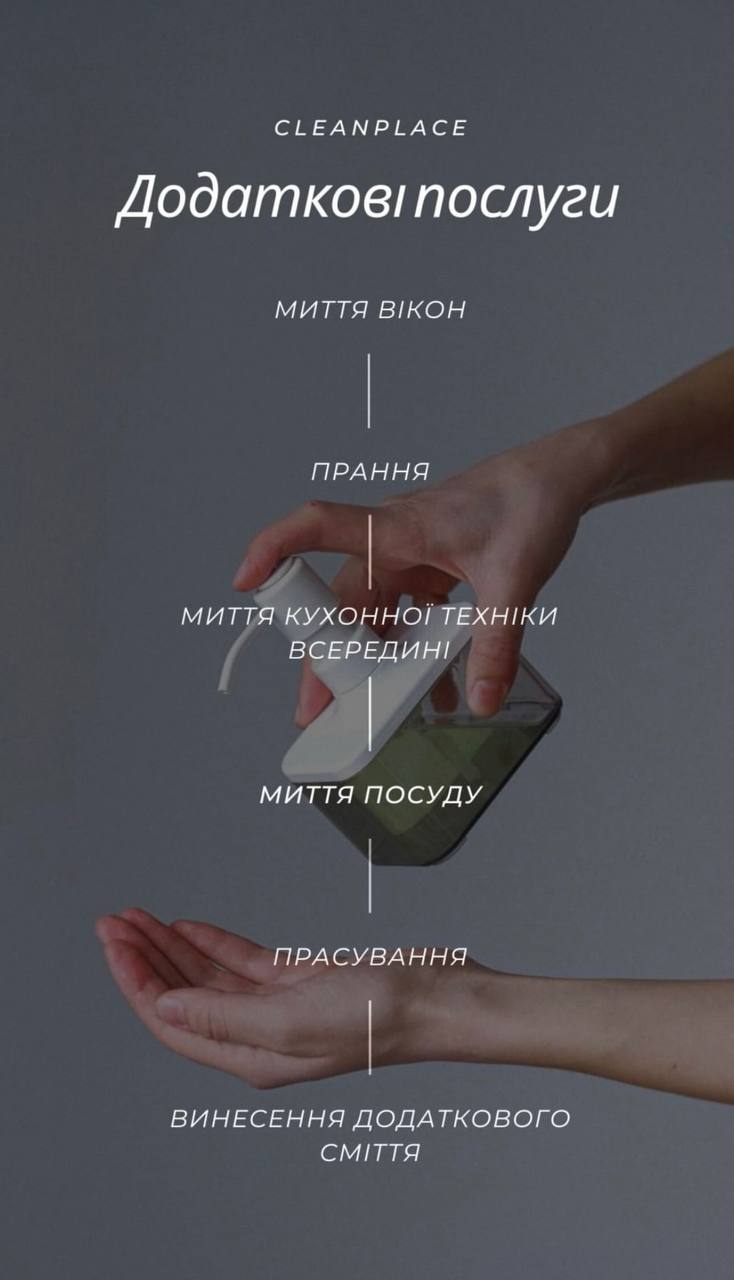 CLEANPLACE
Додаткові послуги
МИТТЯ ВІКОН
ПРАННЯ
МИТТЯ КУХОННОЇ ТЕХНІКИ
ВСЕРЕДИНІ
МИТТЯ ПОСУДУ
ПРАСУВАННЯ
ВИНЕСЕННЯ ДОДАТКОВОГО
СМІТТЯ